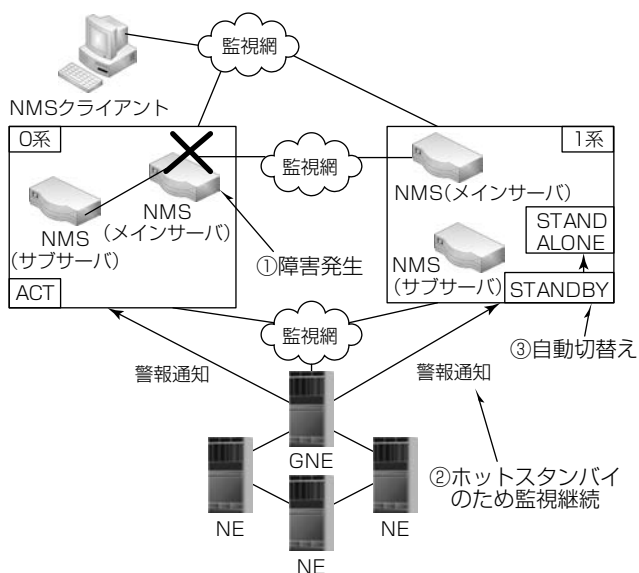 監視網
NMSクライアント
0系
1系
監視網
NMS
(メインサーバ)
NMS
(サブサーバ)
①障害発生
ACT
NMS(メインサーバ)
NMS
(サブサーバ)
STAND
ALONE
STANDBY
③自動切替え
監視網
警報通知
警報通知
GNE
②ホットスタンバイ
のため監視継続
NE
NE
NE